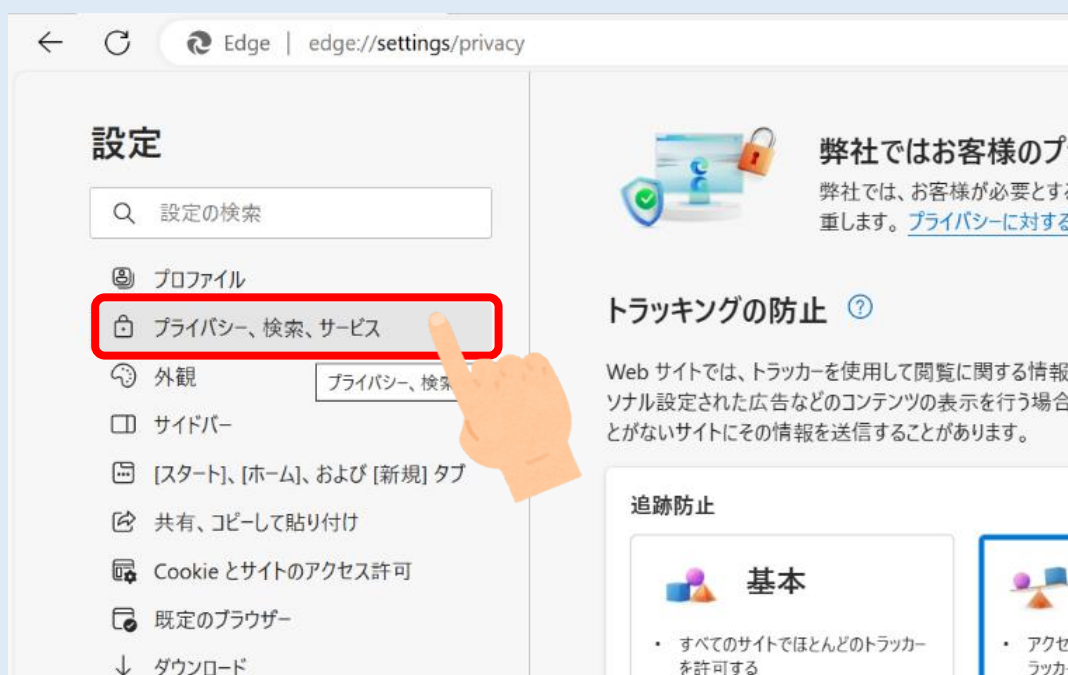 Edge | edge://settings/privacy
設定
設定の検索
プロファイル
プライバシー、検索、サービス
外観
プライバシー、検索
サイドバー
[スタート]、[ホーム]、および [新規] タブ
共有、コピーして貼り付け
Cookie とサイトのアクセス許可
既定のブラウザー
ダウンロード
弊社ではお客様のプ
弊社では、お客様が必要とす
重します。プライバシーに対する
トラッキングの防止
Web サイトでは、トラッカーを使用して閲覧に関する情報
ソナル設定された広告などのコンテンツの表示を行う場合
とがないサイトにその情報を送信することがあります。
追跡防止
基本
・ すべてのサイトでほとんどのトラッカー
を許可する
・ アクセ
ラッカー